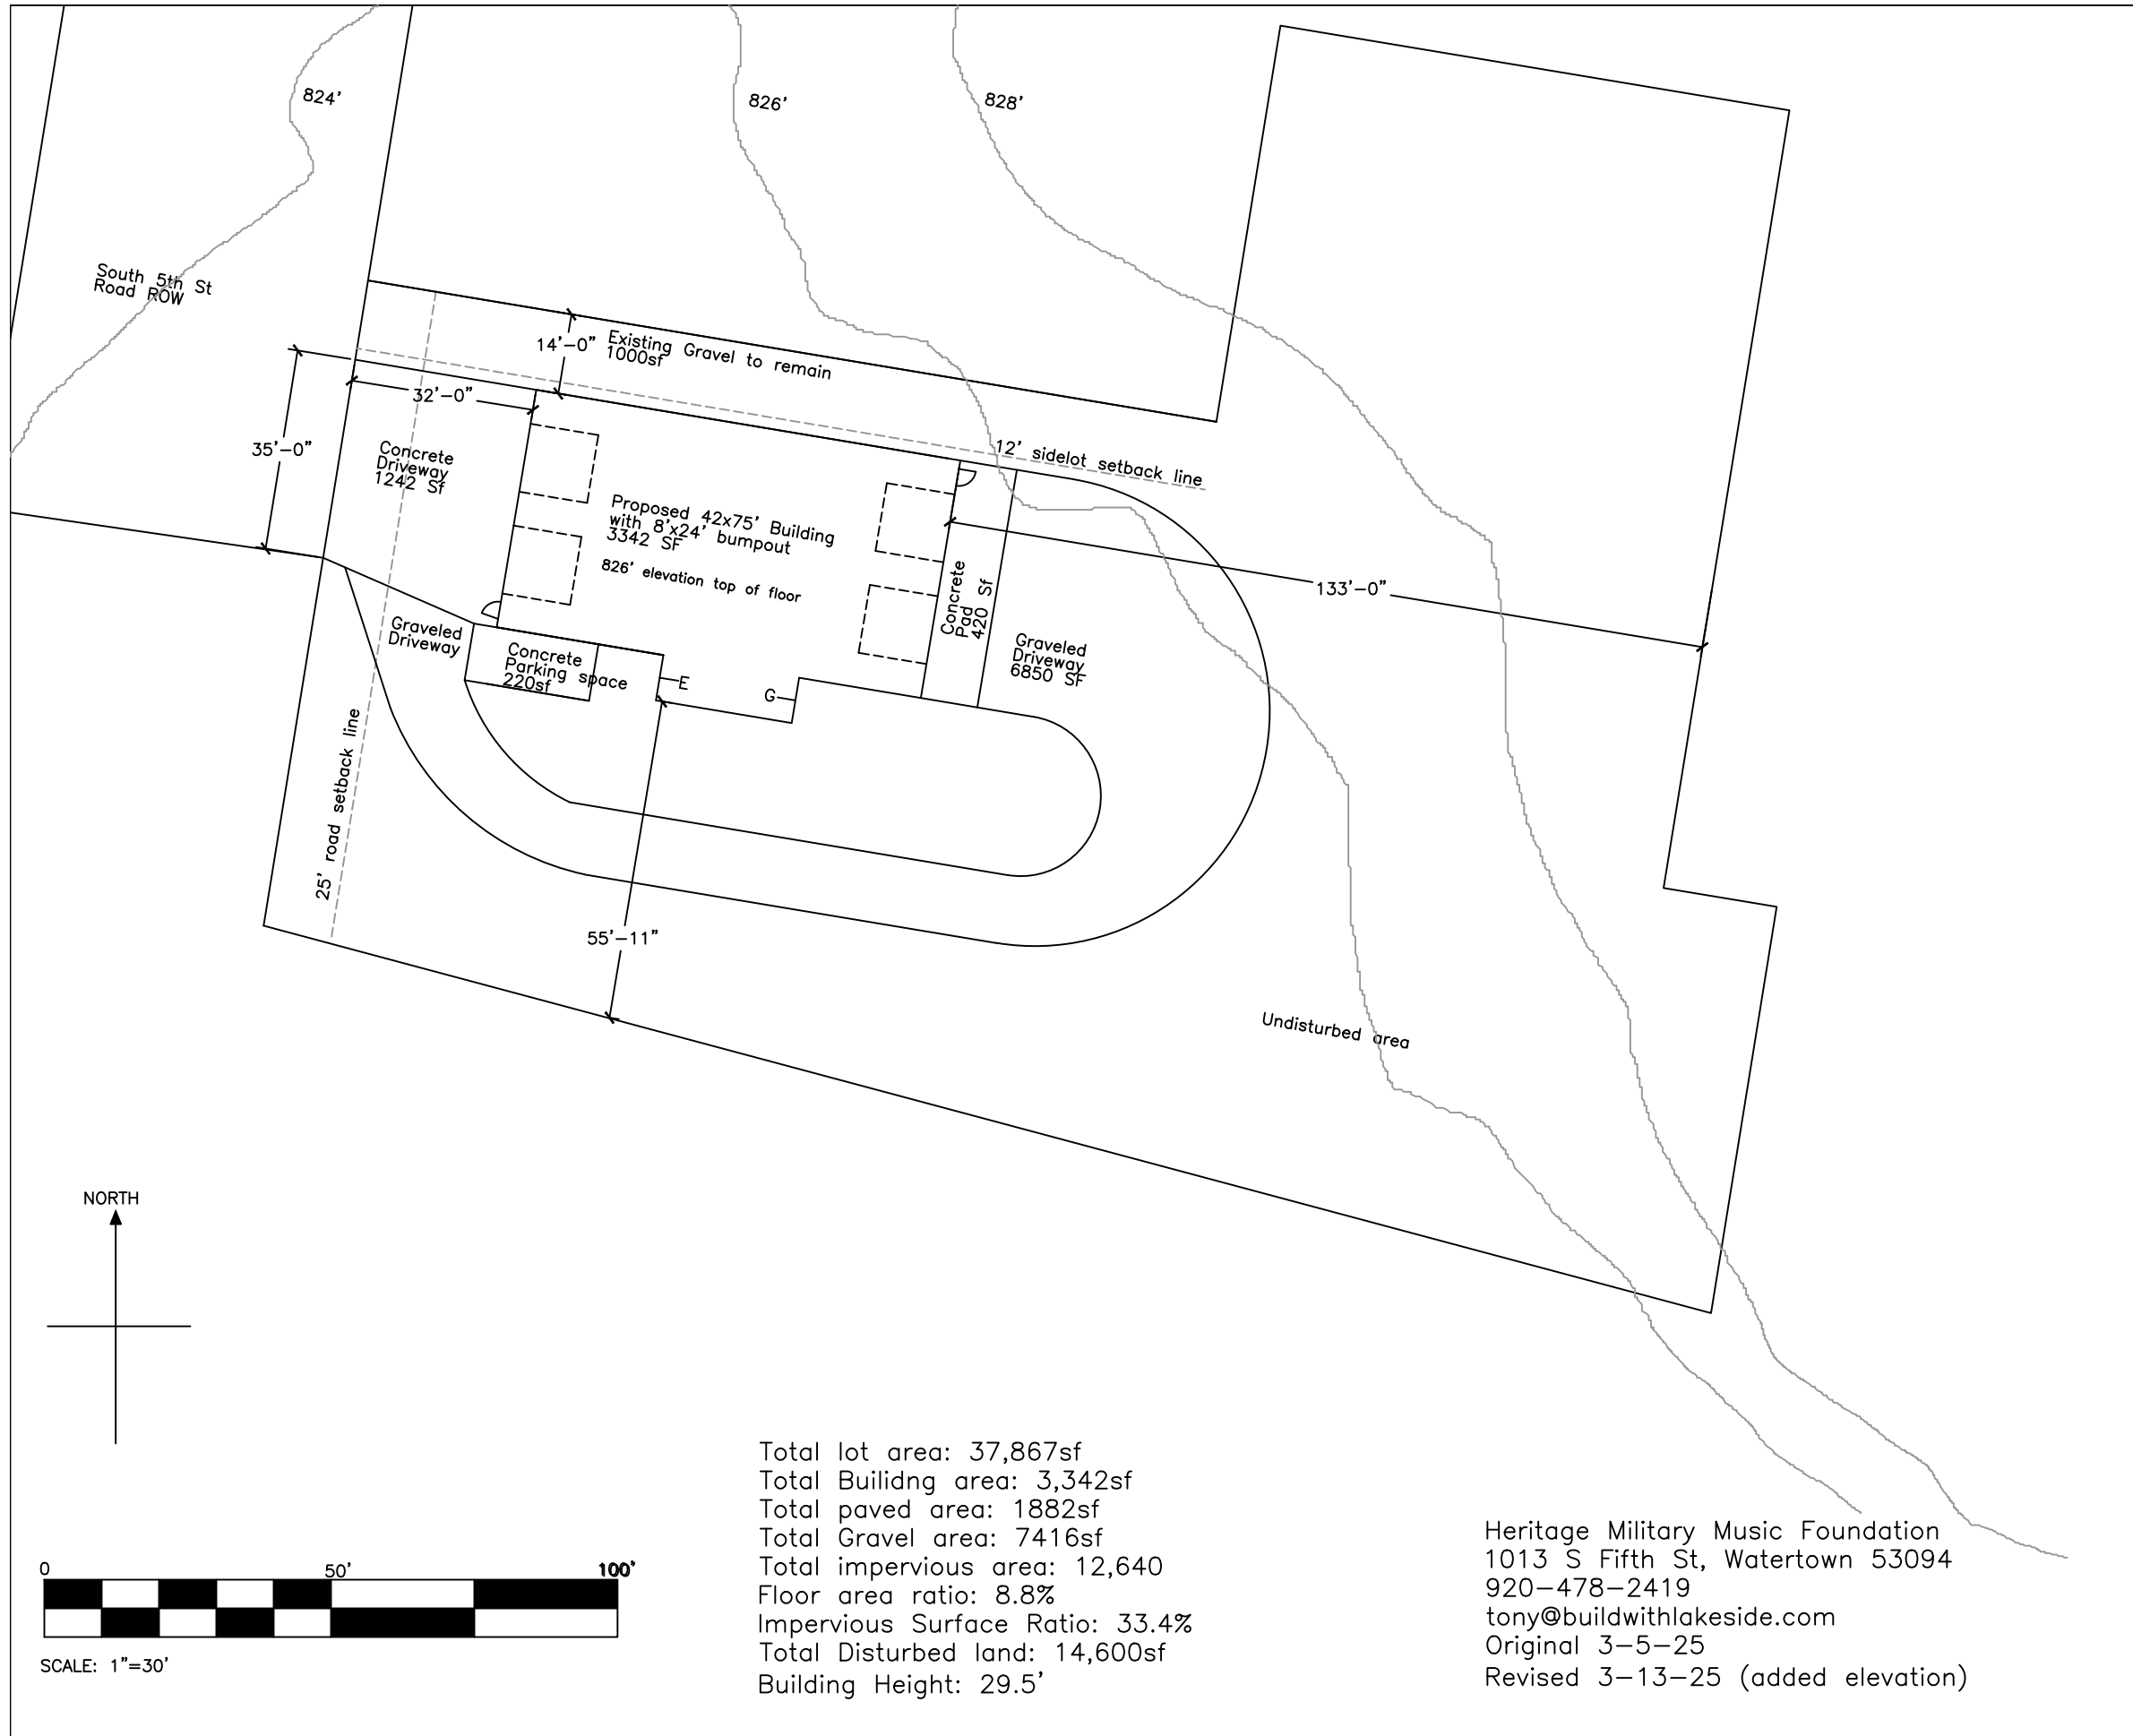 824'
826'
828'
South 5th St
Road ROW
14'-0"
Existing Gravel to remain
1000sf
32'-0"
35'-0"
Concrete
Driveway
1242 Sf
12' sidelot setback line
Proposed 42x75' Building
with 8'x24' bumpout
3342 SF
826' elevation top of floor
133'-0"
Concrete
Pad
420 Sf
Graveled
Driveway
Graveled
Driveway
6850 SF
Concrete
Parking space
220sf
E
G
25' road setback line
55'-11"
Undisturbed area
NORTH
0
50'
100'
SCALE: 1"=30'
Total lot area: 37,867sf
Total Builidng area: 3,342sf
Total paved area: 1882sf
Total Gravel area: 7416sf
Total impervious area: 12,640
Floor area ratio: 8.8%
Impervious Surface Ratio: 33.4%
Total Disturbed land: 14,600sf
Building Height: 29.5'
Heritage Military Music Foundation
1013 S Fifth St, Watertown 53094
920-478-2419
tony@buildwithlakeside.com
Original 3-5-25
Revised 3-13-25 (added elevation)